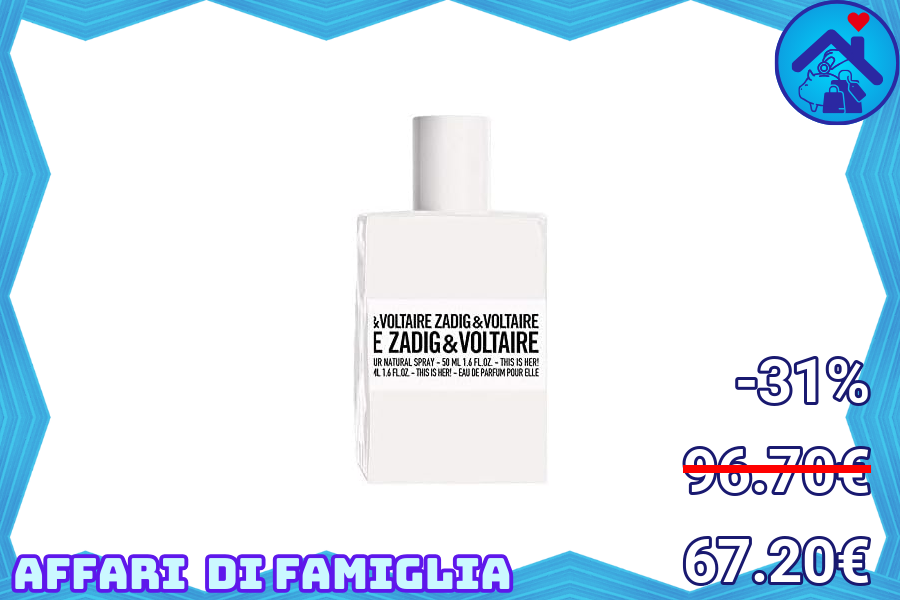 &VOLTAIRE ZADIG&VOLTAIRE
E ZADIG&VOLTAIRE
UR NATURAL SPRAY – 50 ML 1.6 FL.OZ. – THIS IS HER!
ML 1.6 FL.OZ. – THIS IS HER! – EAU DE PARFUM POUR ELLE
-31%
96.70€
67.20€
AFFARI DI FAMIGLIA